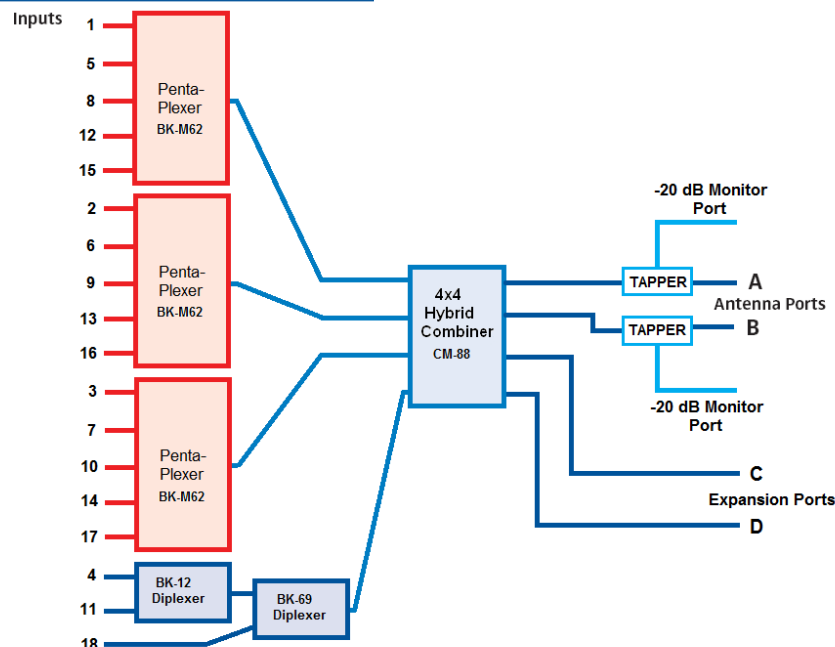 Inputs
1
5
8
12
15
Penta-
Plexer
BK-M62
2
6
9
13
16
Penta-
Plexer
BK-M62
3
7
10
14
17
Penta-
Plexer
BK-M62
4
11
18
BK-12
Diplexer
BK-69
Diplexer
4x4
Hybrid
Combiner
CM-88
-20 dB Monitor
Port
TAPPER
A
Antenna Ports
TAPPER
B
-20 dB Monitor
Port
C
Expansion Ports
D